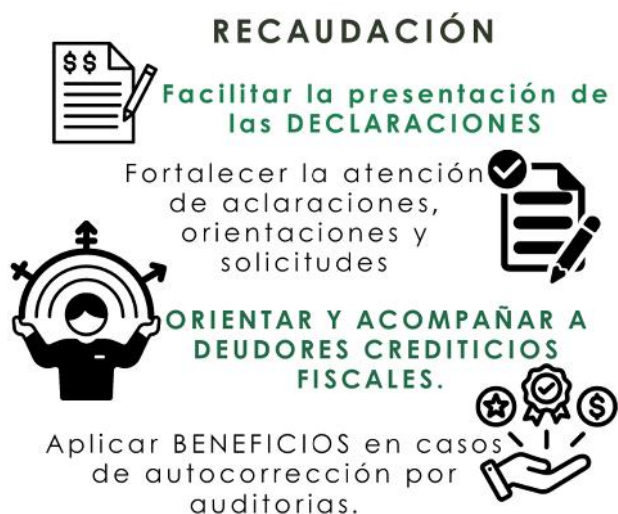 RECAUDACIÓN
$$
Facilitar la presentación de
las DECLARACIONES
Fortalecer la atención
de aclaraciones,
orientaciones y
solicitudes
ORIENTAR Y ACOMPAÑAR A
DEUDORES CREDITICIOS
FISCALES.
$
Aplicar BENEFICIOS en casos
de autocorrección por
auditorias.